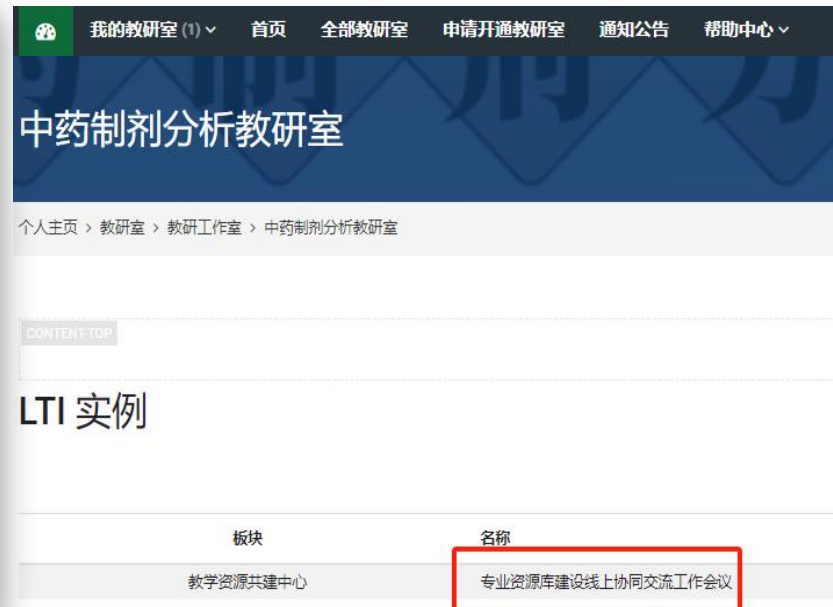 我的教研室 (1) 首页 全部教研室 申请开通教研室 通知公告 帮助中心
中药制剂分析教研室
个人主页 > 教研室 > 教研工作室 > 中药制剂分析教研室
CONTENT-TOP
LTI 实例
板块 名称
教学资源共建中心 专业资源库建设线上协同交流工作会议